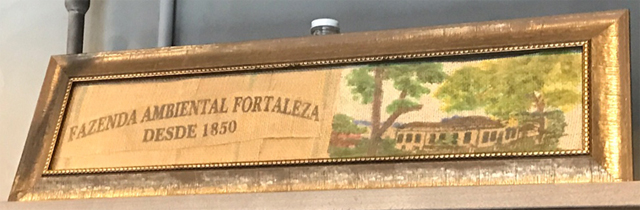 FAZENDA AMBIENTAL FORTALEZA
DESDE 1850